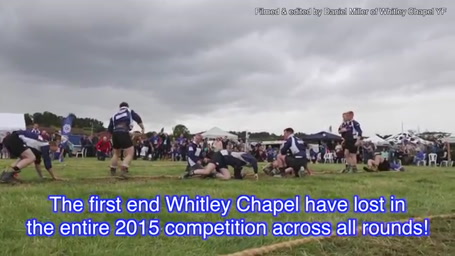 Filmed & edited by Daniel Miller of Whitley Chapel YF
The first end Whitley Chapel have lost in
the entire 2015 competition across all rounds!